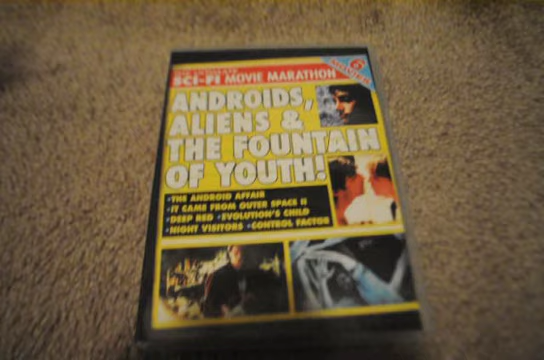 SCI-FI MOVIE MARATHON
6
ANDROIDS,
ALIENS &
THE FOUNTAIN
OF YOUTH!
•THE ANDROID AFFAIR
•IT CAME FROM OUTER SPACE II
•DEEP RED •EVOLUTION'S CHILD
•NIGHT VISITORS •CONTROL FACTOR